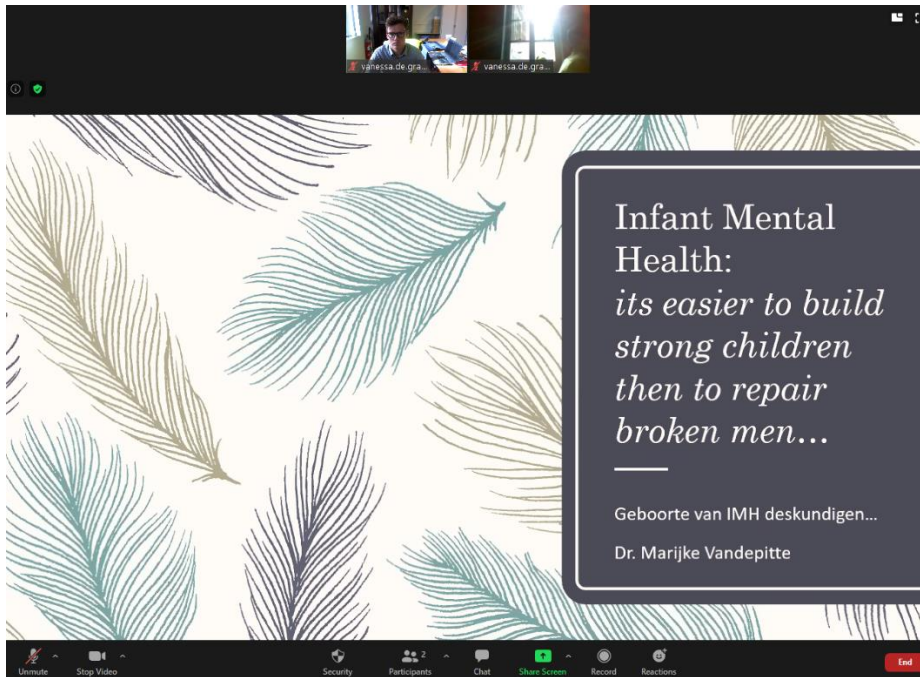 vanessa.de.gra... vanessa.de.gra...
Infant Mental
Health:
its easier to build
strong children
then to repair
broken men...
Geboorte van IMH deskundigen...
Dr. Marijke Vandepitte
Unmute Stop Video Security Participants 2 Chat Share Screen Record Reactions End